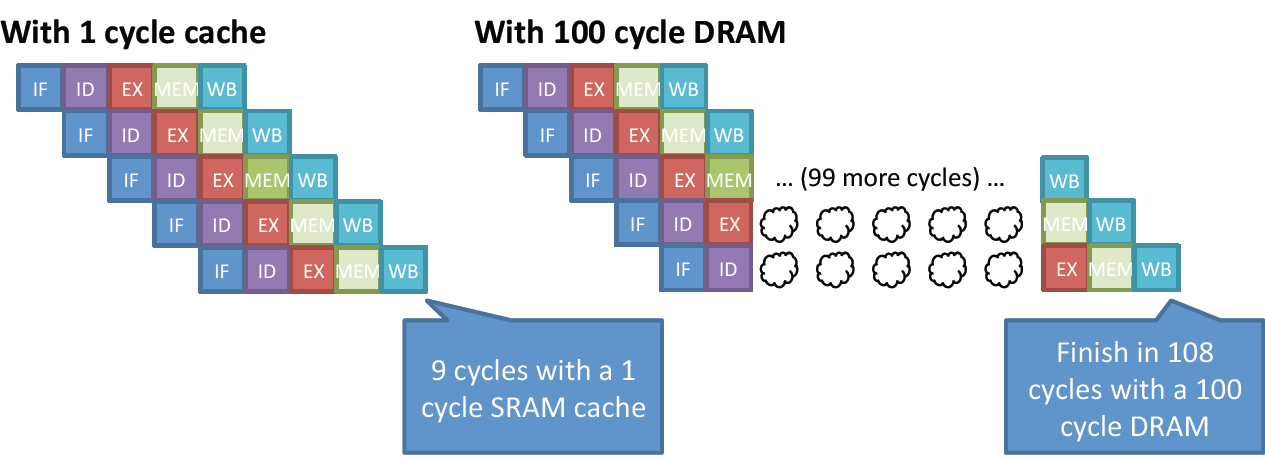 With 1 cycle cache
With 100 cycle DRAM
IF ID EX MEM WB
IF ID EX MEM WB
IF ID EX MEM WB
IF ID EX MEM WB
IF ID EX MEM WB
9 cycles with a 1
cycle SRAM cache
IF ID EX MEM WB
IF ID EX MEM WB
IF ID EX MEM ... (99 more cycles) ... WB
IF ID EX MEM WB
IF ID EX MEM WB
Finish in 108
cycles with a 100
cycle DRAM